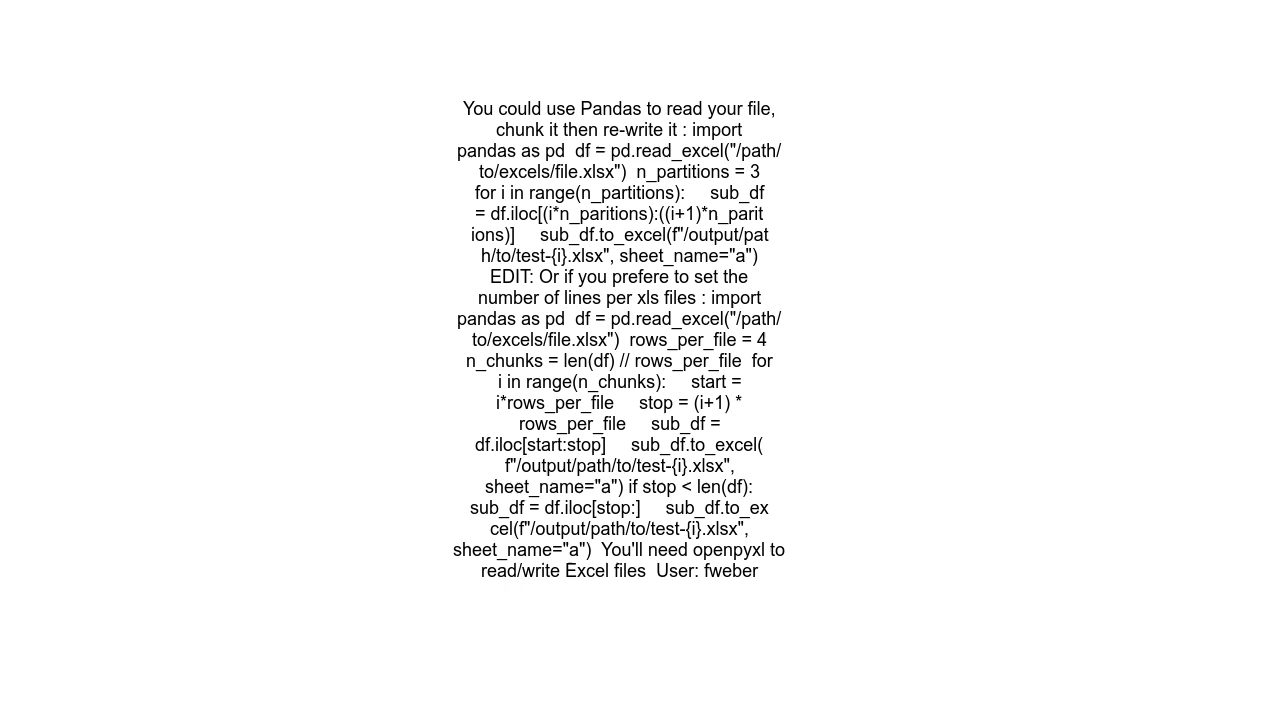 You could use Pandas to read your file,
chunk it then re-write it : import
pandas as pd  df = pd.read_excel("/path/
to/excels/file.xlsx")  n_partitions = 3
for i in range(n_partitions):     sub_df
= df.iloc[(i*n_paritions):((i+1)*n_parit
ions)]     sub_df.to_excel(f"/output/pat
h/to/test-{i}.xlsx", sheet_name="a")
EDIT: Or if you prefere to set the
number of lines per xls files : import
pandas as pd  df = pd.read_excel("/path/
to/excels/file.xlsx")  rows_per_file = 4
n_chunks = len(df) // rows_per_file  for
i in range(n_chunks):     start =
i*rows_per_file     stop = (i+1) *
rows_per_file     sub_df =
df.iloc[start:stop]     sub_df.to_excel(
f"/output/path/to/test-{i}.xlsx",
sheet_name="a") if stop < len(df):
sub_df = df.iloc[stop:]     sub_df.to_ex
cel(f"/output/path/to/test-{i}.xlsx",
sheet_name="a")  You'll need openpyxl to
read/write Excel files  User: fweber